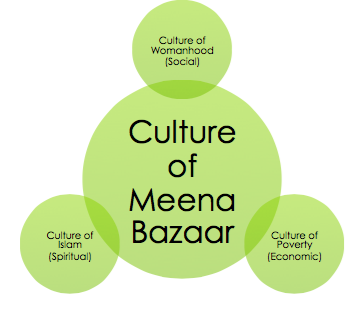 Culture of
Womanhood
(Social)
Culture
of
Meena
Bazaar
Culture of
Islam
(Spiritual)
Culture of
Poverty
(Economic)